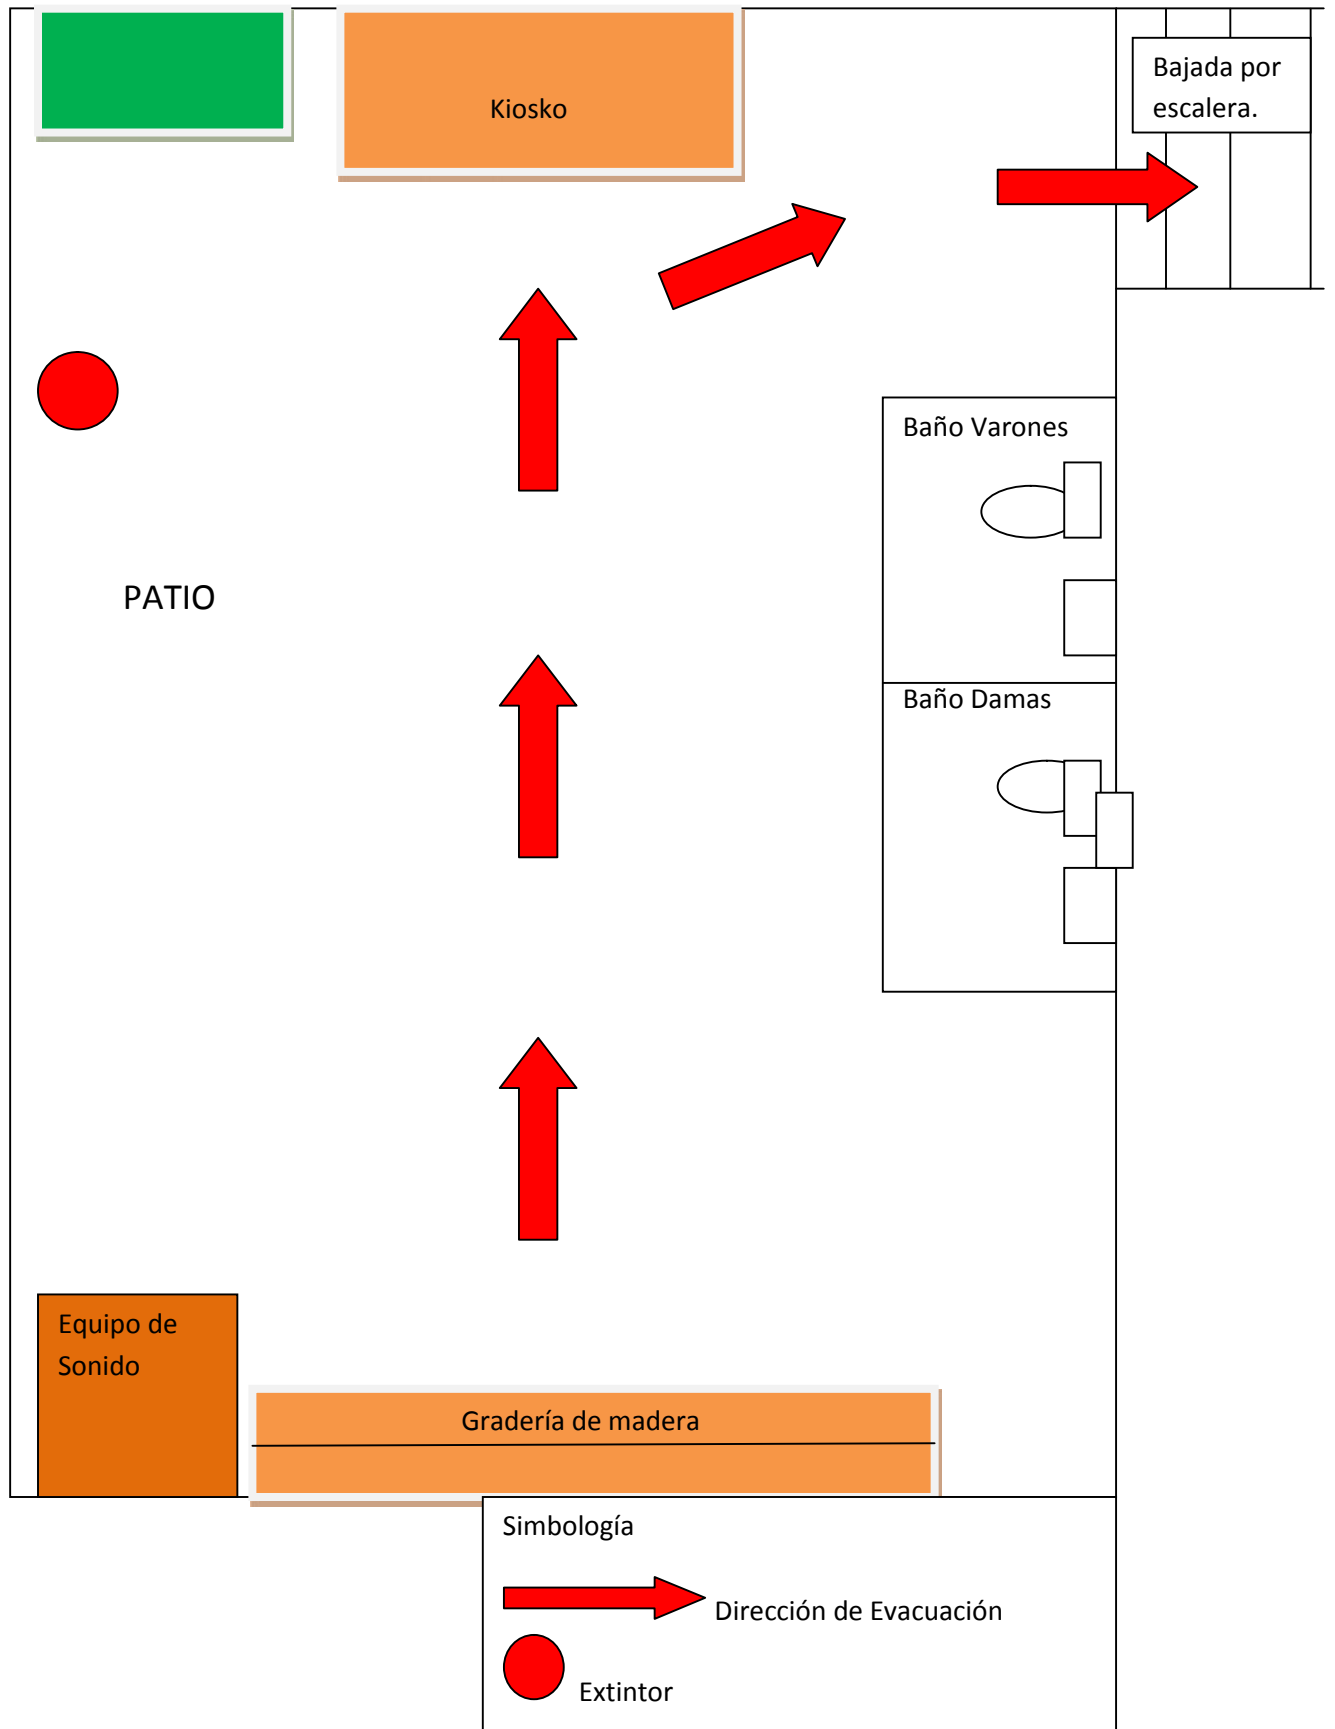 Kiosko
Bajada por
escalera.
Baño Varones
PATIO
Baño Damas
Equipo de
Sonido
Gradería de madera
Simbología
Dirección de Evacuación
Extintor